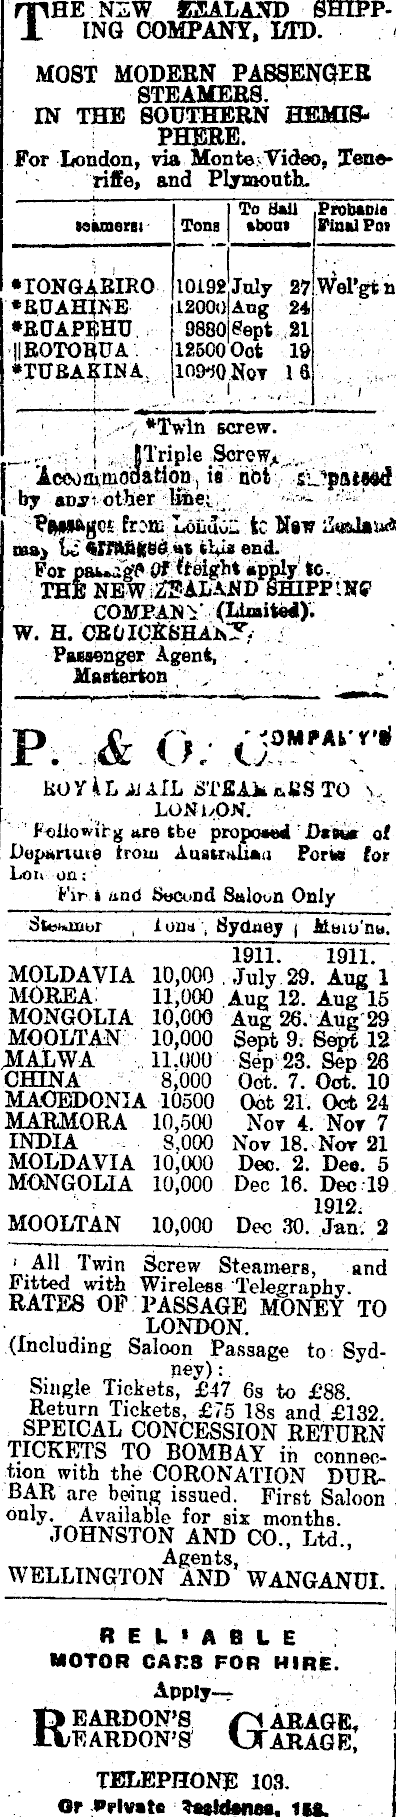 THE NEW ZEALAND SHIPP-
ING COMPANY, LTD.
MOST MODERN PASSENGER
STEAMERS.
IN THE SOUTHERN HEMIS-
PHERE.
For London, via Monte Video, Tene-
riffe, and Plymouth.
Steamers Tons To Sail about Probable Final Por
*TONGARIRO 10192 July 27 Wel'gt n
*RUAHINE 12000 Aug 24
*RUAPEHU 9880 Sept 21
||ROTORUA 12500 Oct 19
*TURAKINA 10960 Nov 16
*Twin screw.
||Triple Screw.
Accommodation is not
by any other line.
Passages from London to New Zealand
may be arranged at this end.
For passage or freight apply to.
THE NEW ZEALAND SHIPPING
COMPANY (Limited).
W. H. CRUICKSHANK,
Passenger Agent,
Masterton
P. & O. COMPANY'S
ROYAL MAIL STEAMERS TO
LONDON.
Following are the proposed Dates of
Departure from Australian Ports for
London:
First and Second Saloon Only
Steamer Tons Sydney Melb'ne.
1911. 1911.
MOLDAVIA 10,000 July 29. Aug 1
MOREA 11,000 Aug 12. Aug 15
MONGOLIA 10,000 Aug 26. Aug 29
MOOLTAN 10,000 Sept 9. Sept 12
MALWA 11.000 Sep 23. Sep 26
CHINA 8,000 Oct. 7. Oct. 10
MACEDONIA 10500 Oct 21. Oct 24
MARMORA 10,500 Nov 4. Nov 7
INDIA 8,000 Nov 18. Nov 21
MOLDAVIA 10,000 Dec. 2. Dec. 5
MONGOLIA 10,000 Dec 16. Dec 19
1912.
MOOLTAN 10,000 Dec 30. Jan. 2
All Twin Screw Steamers, and
Fitted with Wireless Telegraphy.
RATES OF PASSAGE MONEY TO
LONDON.
(Including Saloon Passage to Syd-
ney):
Single Tickets, £47 6s to £88.
Return Tickets, £75 18s and £132.
SPEICAL CONCESSION RETURN
TICKETS TO BOMBAY in connec-
tion with the CORONATION DUR-
BAR are being issued. First Saloon
only. Available for six months.
JOHNSTON AND CO., Ltd.,
Agents,
WELLINGTON AND WANGANUI.
RELIABLE
MOTOR CARS FOR HIRE.
Apply—
REARDON'S GARAGE,
REARDON'S GARAGE,
TELEPHONE 103.
Or Private Residence, 158.